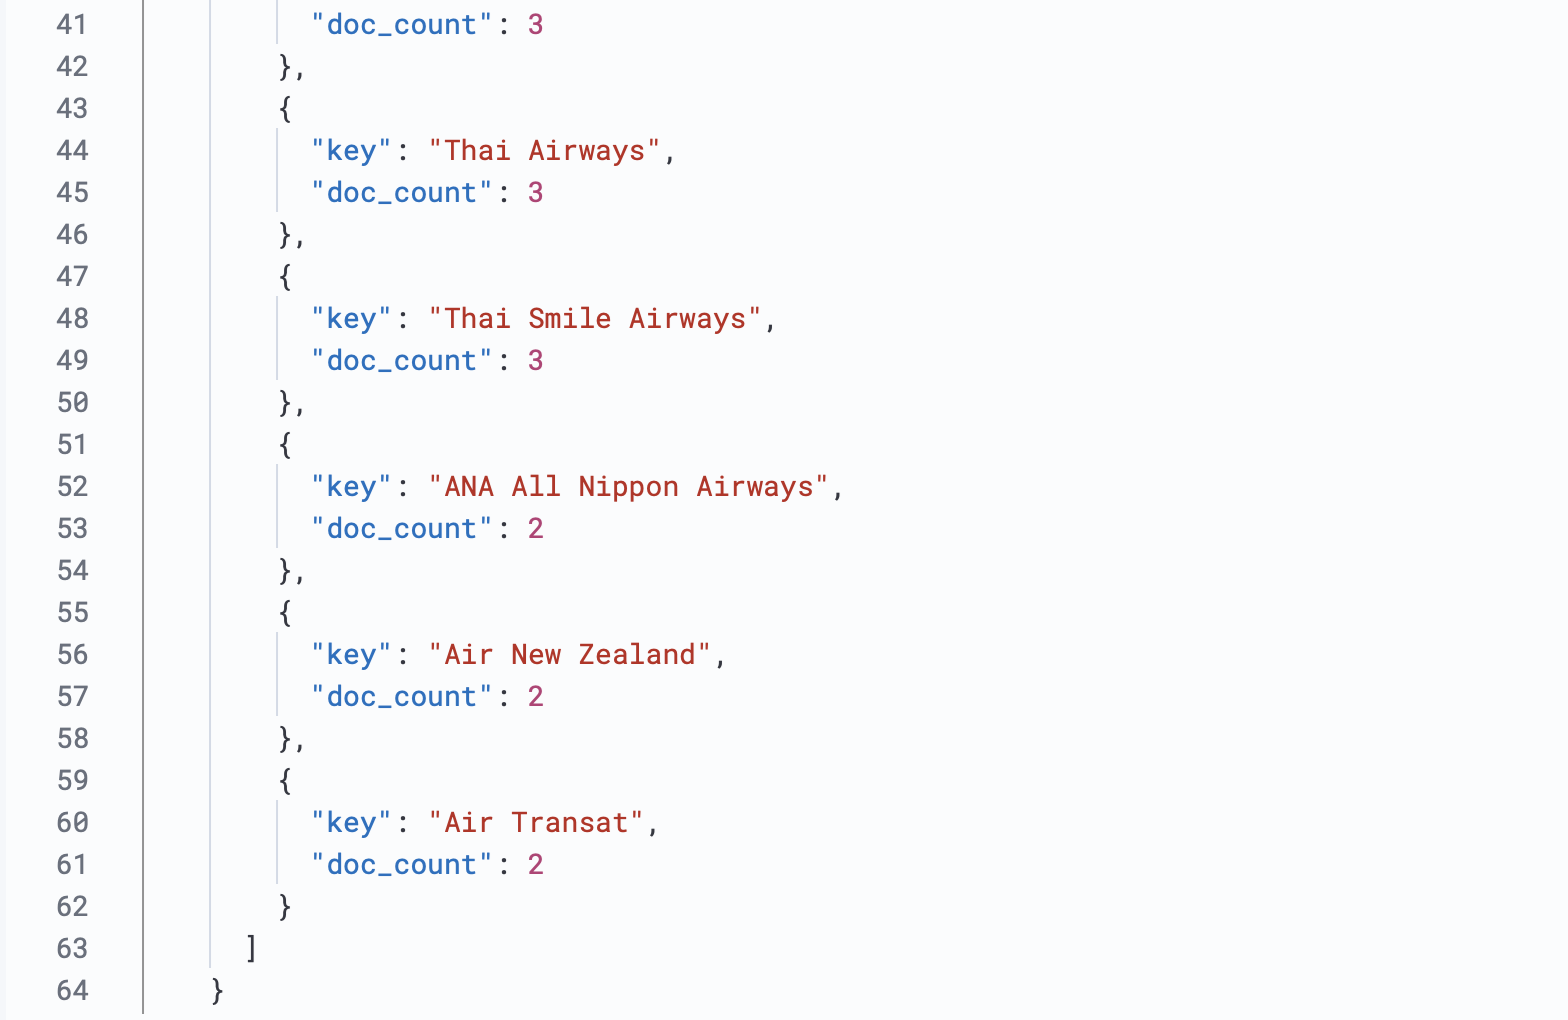 41 "doc_count": 3
42 },
43 {
44 "key": "Thai Airways",
45 "doc_count": 3
46 },
47 {
48 "key": "Thai Smile Airways",
49 "doc_count": 3
50 },
51 {
52 "key": "ANA All Nippon Airways",
53 "doc_count": 2
54 },
55 {
56 "key": "Air New Zealand",
57 "doc_count": 2
58 },
59 {
60 "key": "Air Transat",
61 "doc_count": 2
62 }
63 ]
64 }